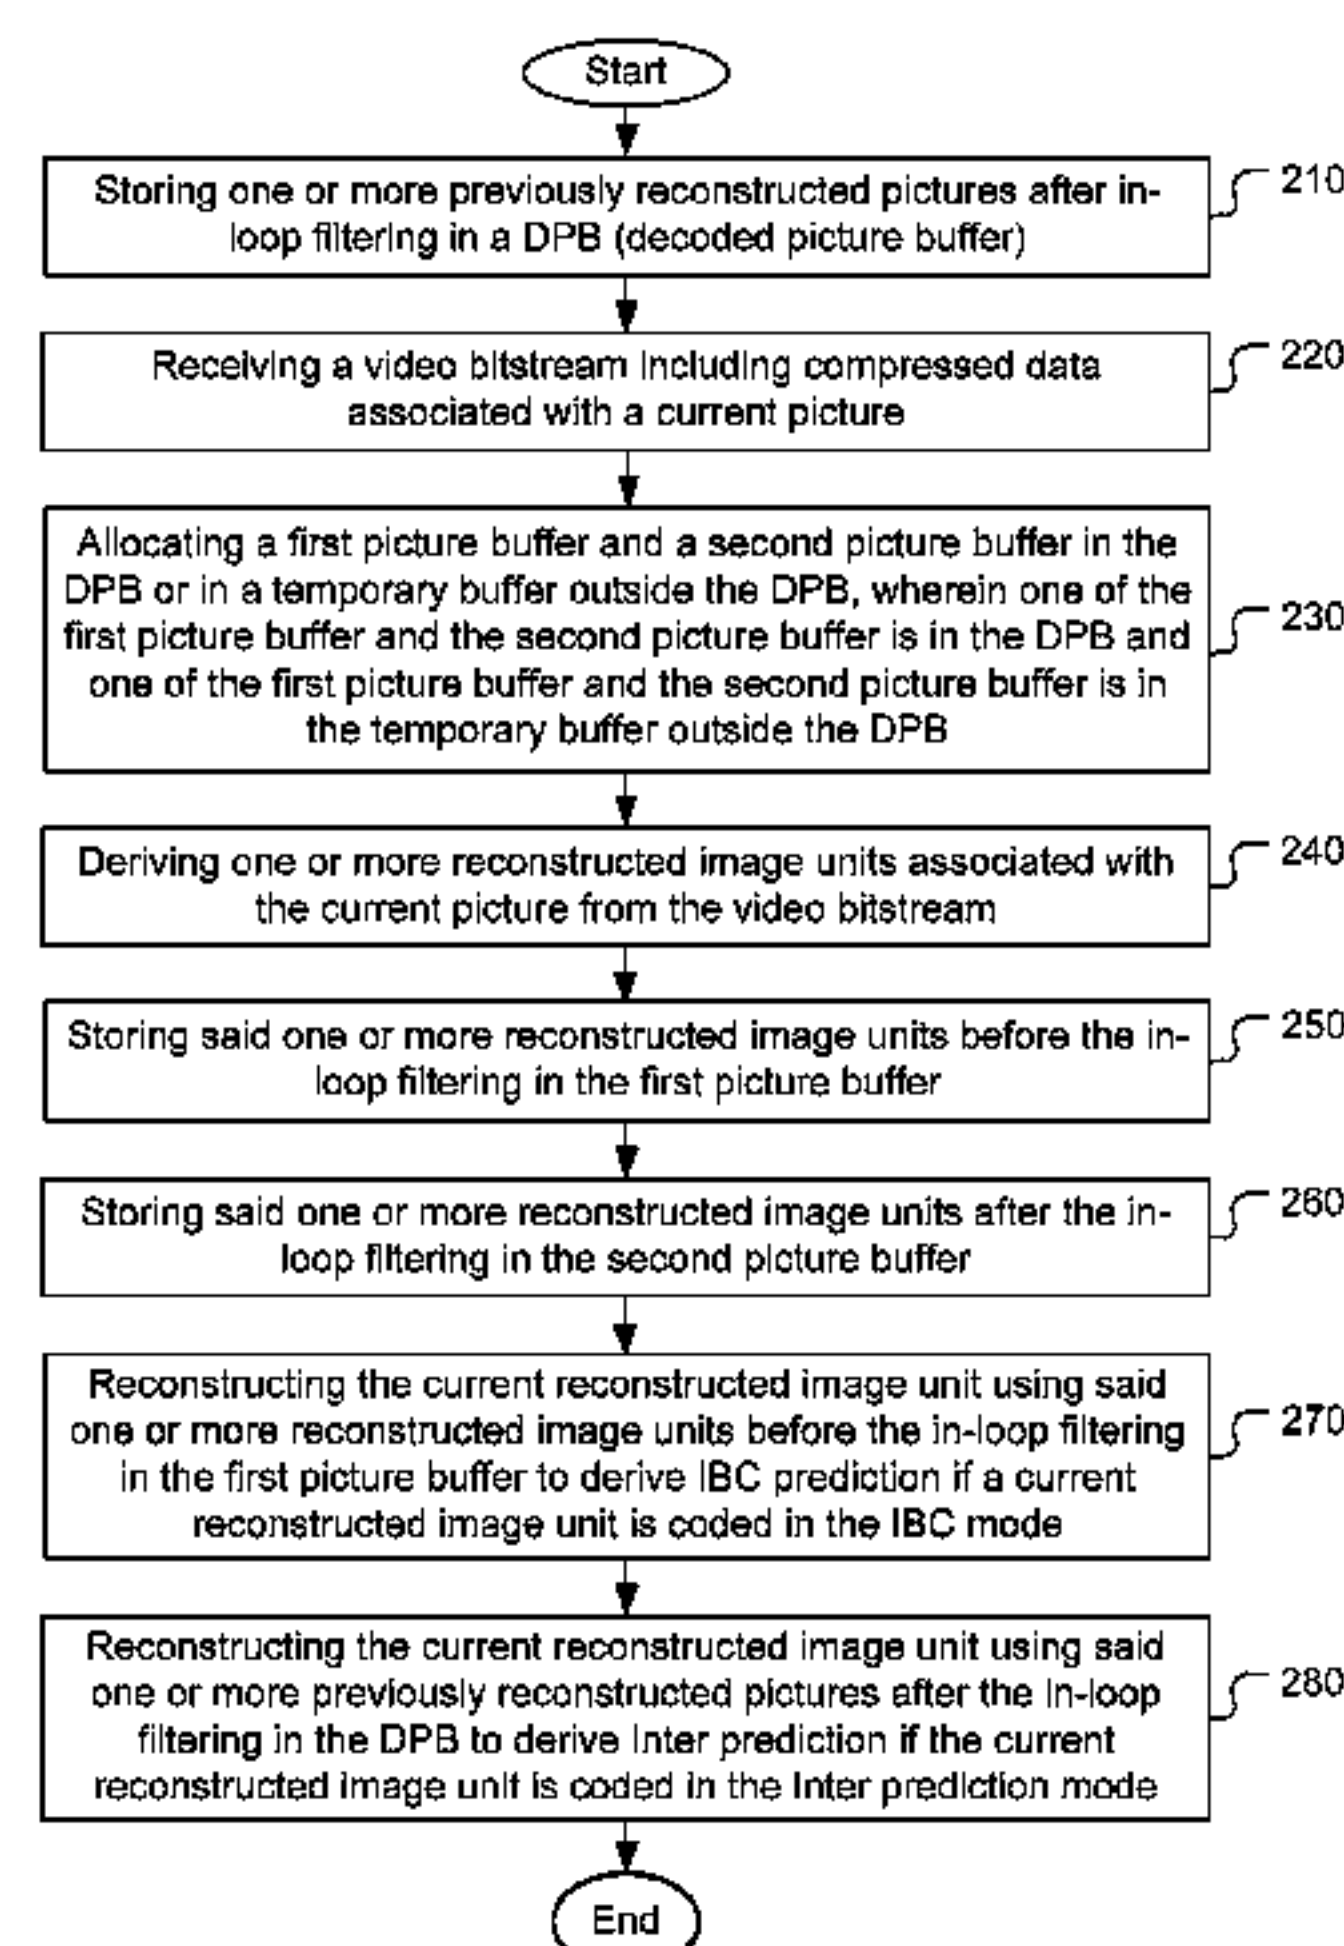 Start
Storing one or more previously reconstructed pictures after in-
loop filtering in a DPB (decoded picture buffer)
210
Receiving a video bitstream including compressed data
associated with a current picture
220
Allocating a first picture buffer and a second picture buffer in the
DPB or in a temporary buffer outside the DPB, wherein one of the
first picture buffer and the second picture buffer is in the DPB and
one of the first picture buffer and the second picture buffer is in
the temporary buffer outside the DPB
230
Deriving one or more reconstructed image units associated with
the current picture from the video bitstream
240
Storing said one or more reconstructed image units before the in-
loop filtering in the first picture buffer
250
Storing said one or more reconstructed image units after the in-
loop filtering in the second picture buffer
260
Reconstructing the current reconstructed image unit using said
one or more reconstructed image units before the in-loop filtering
in the first picture buffer to derive IBC prediction if a current
reconstructed image unit is coded in the IBC mode
270
Reconstructing the current reconstructed image unit using said
one or more previously reconstructed pictures after the in-loop
filtering in the DPB to derive Inter prediction if the current
reconstructed image unit is coded in the Inter prediction mode
280
End